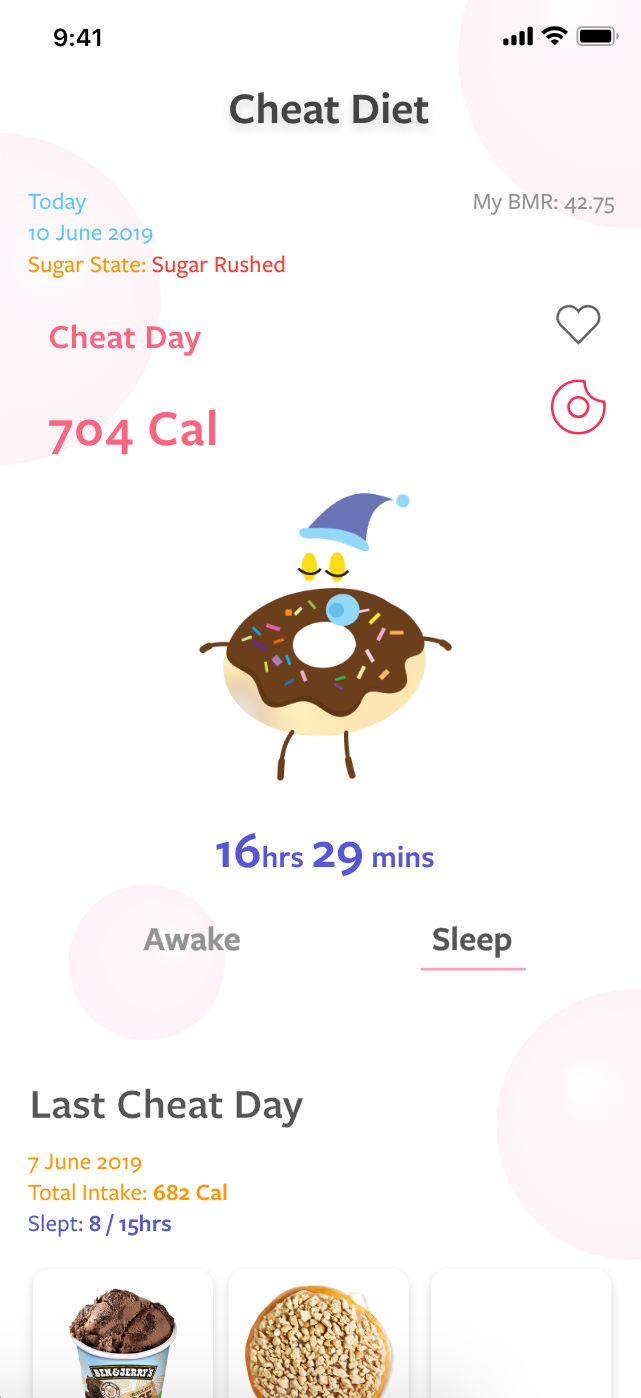 9:41
Cheat Diet
Today
My BMR: 42.75
10 June 2019
Sugar State: Sugar Rushed
Cheat Day
704 Cal
16hrs 29 mins
Awake
Sleep
Last Cheat Day
7 June 2019
Total Intake: 682 Cal
Slept: 8 / 15hrs
BEN & JERRY'S